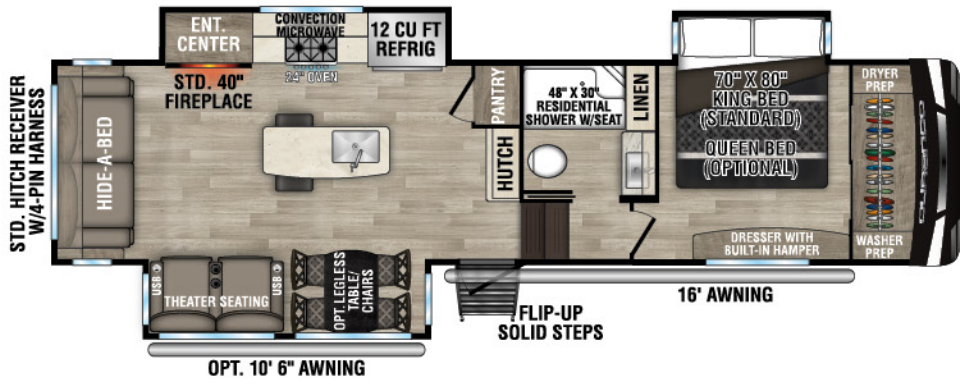 ENT.
CENTER
CONVECTION
MICROWAVE
24" OVEN
12 CU FT
REFRIG
STD. 40"
FIREPLACE
STD. HITCH RECEIVER
W/4-PIN HARNESS
HIDE-A-BED
PANTRY
HUTCH
48" X 30"
RESIDENTIAL
SHOWER W/SEAT
LINEN
70" X 80"
KING BED
(STANDARD)
QUEEN BED
(OPTIONAL)
DRYER
PREP
WASHER
PREP
DURANGO
DRESSER WITH
BUILT-IN HAMPER
USB
THEATER SEATING
USB
OPT. LEGLESS
TABLE/
CHAIRS
16' AWNING
FLIP-UP
SOLID STEPS
OPT. 10' 6" AWNING